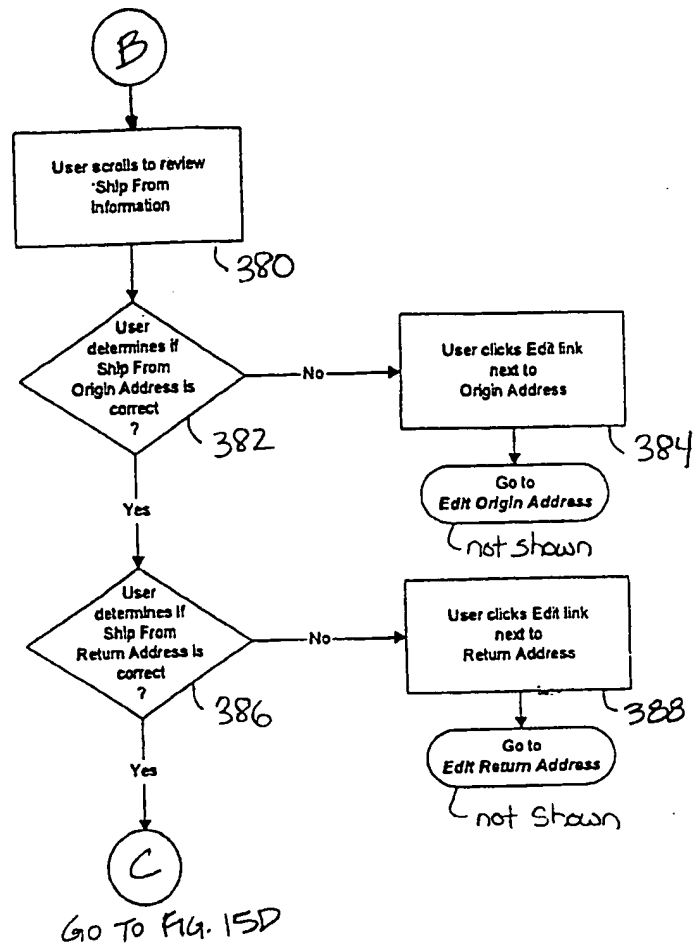 B
User scrolls to review
Ship From
Information
380
User
determines if
Ship From
Origin Address is
correct
?
382
No
User clicks Edit link
next to
Origin Address
384
Go to
Edit Origin Address
not shown
Yes
User
determines if
Ship From
Return Address is
correct
?
386
No
User clicks Edit link
next to
Return Address
388
Go to
Edit Return Address
not shown
Yes
C
GO TO FIG. 15D